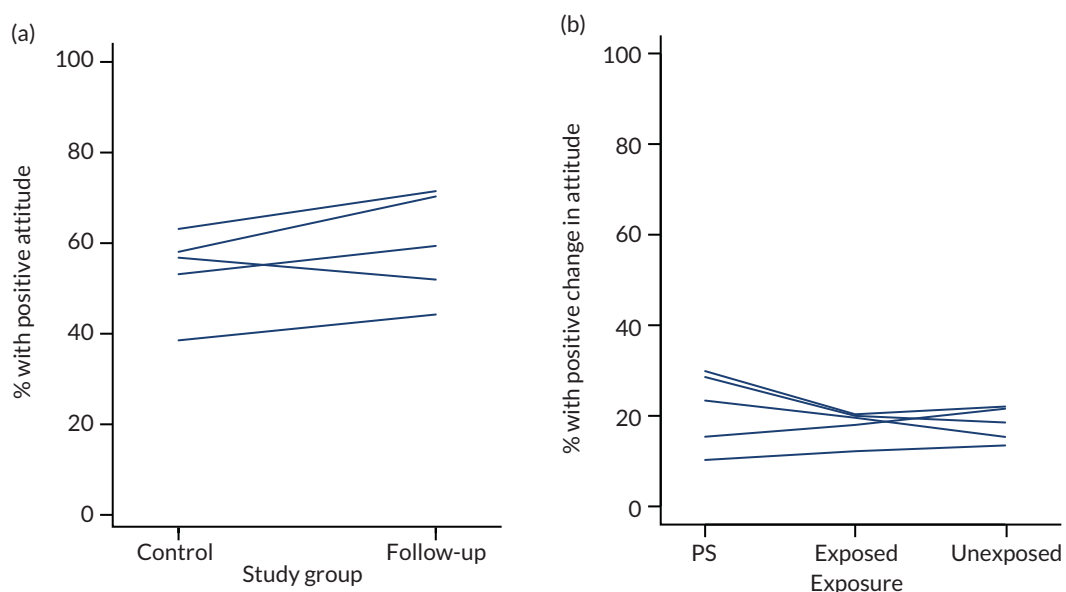 (a)
% with positive attitude
100
80
60
40
20
0
Control
Follow-up
Study group
(b)
% with positive change in attitude
100
80
60
40
20
0
PS
Exposed
Unexposed
Exposure